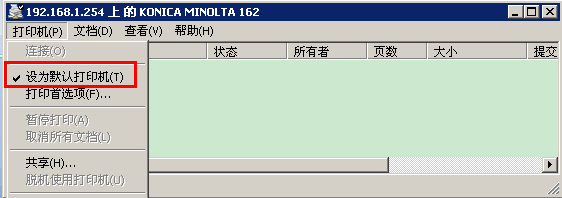 192.168.1.254 上 的 KONICA MINOLTA 162
打印机(P) 文档(D) 查看(V) 帮助(H)
连接(O)
状态 所有者 页数 大小 提交
设为默认打印机(T)
打印首选项(F)...
暂停打印(A)
取消所有文档(L)
共享(H)...
脱机使用打印机(U)